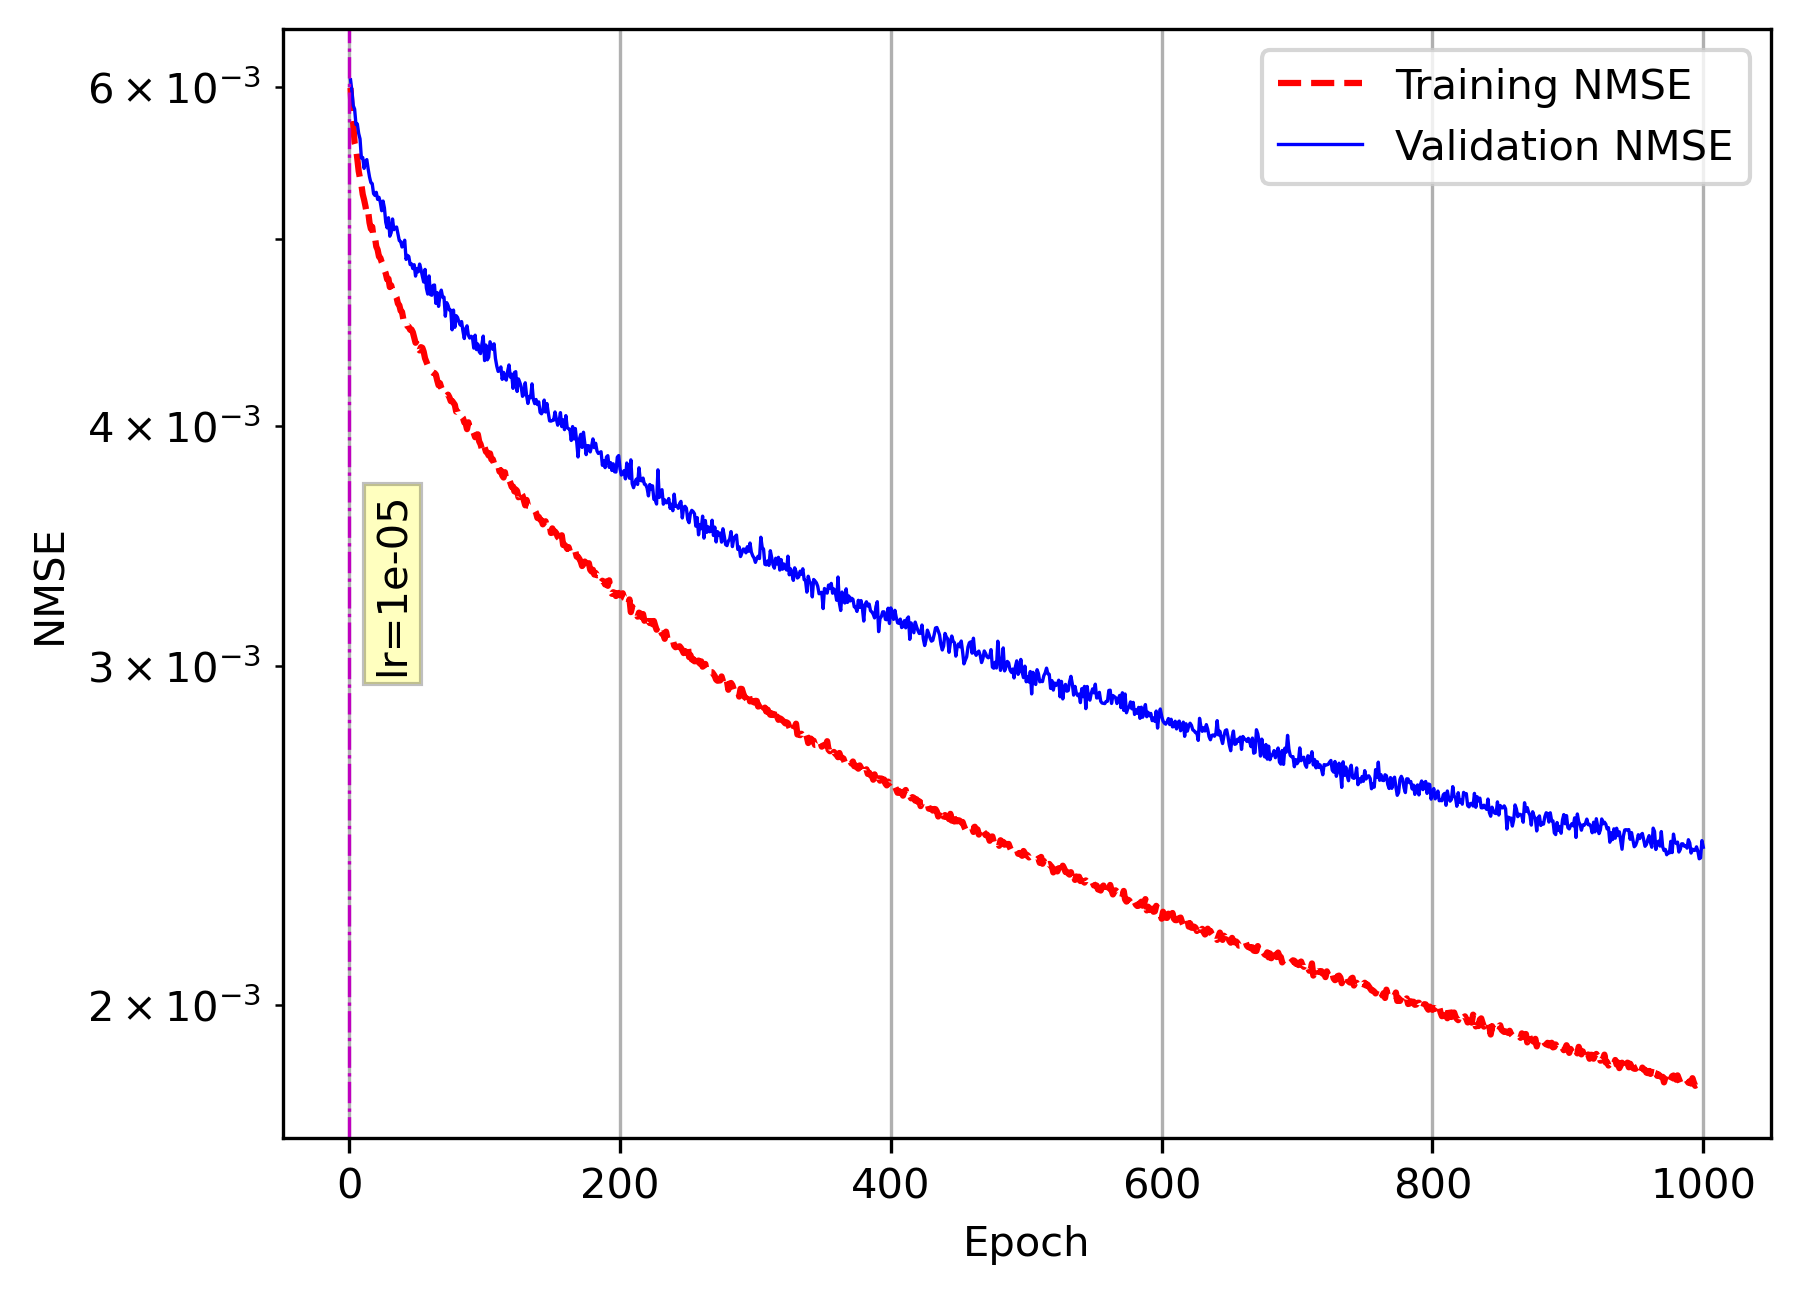 Training NMSE
Validation NMSE
6 × 10⁻³
4 × 10⁻³
3 × 10⁻³
2 × 10⁻³
NMSE
lr=1e-05
0 200 400 600 800 1000
Epoch